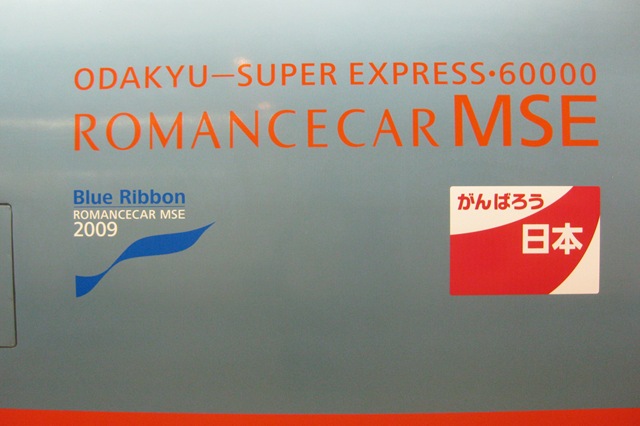 ODAKYU—SUPER EXPRESS・60000
ROMANCECAR MSE
Blue Ribbon
ROMANCECAR MSE
2009
がんばろう
日本